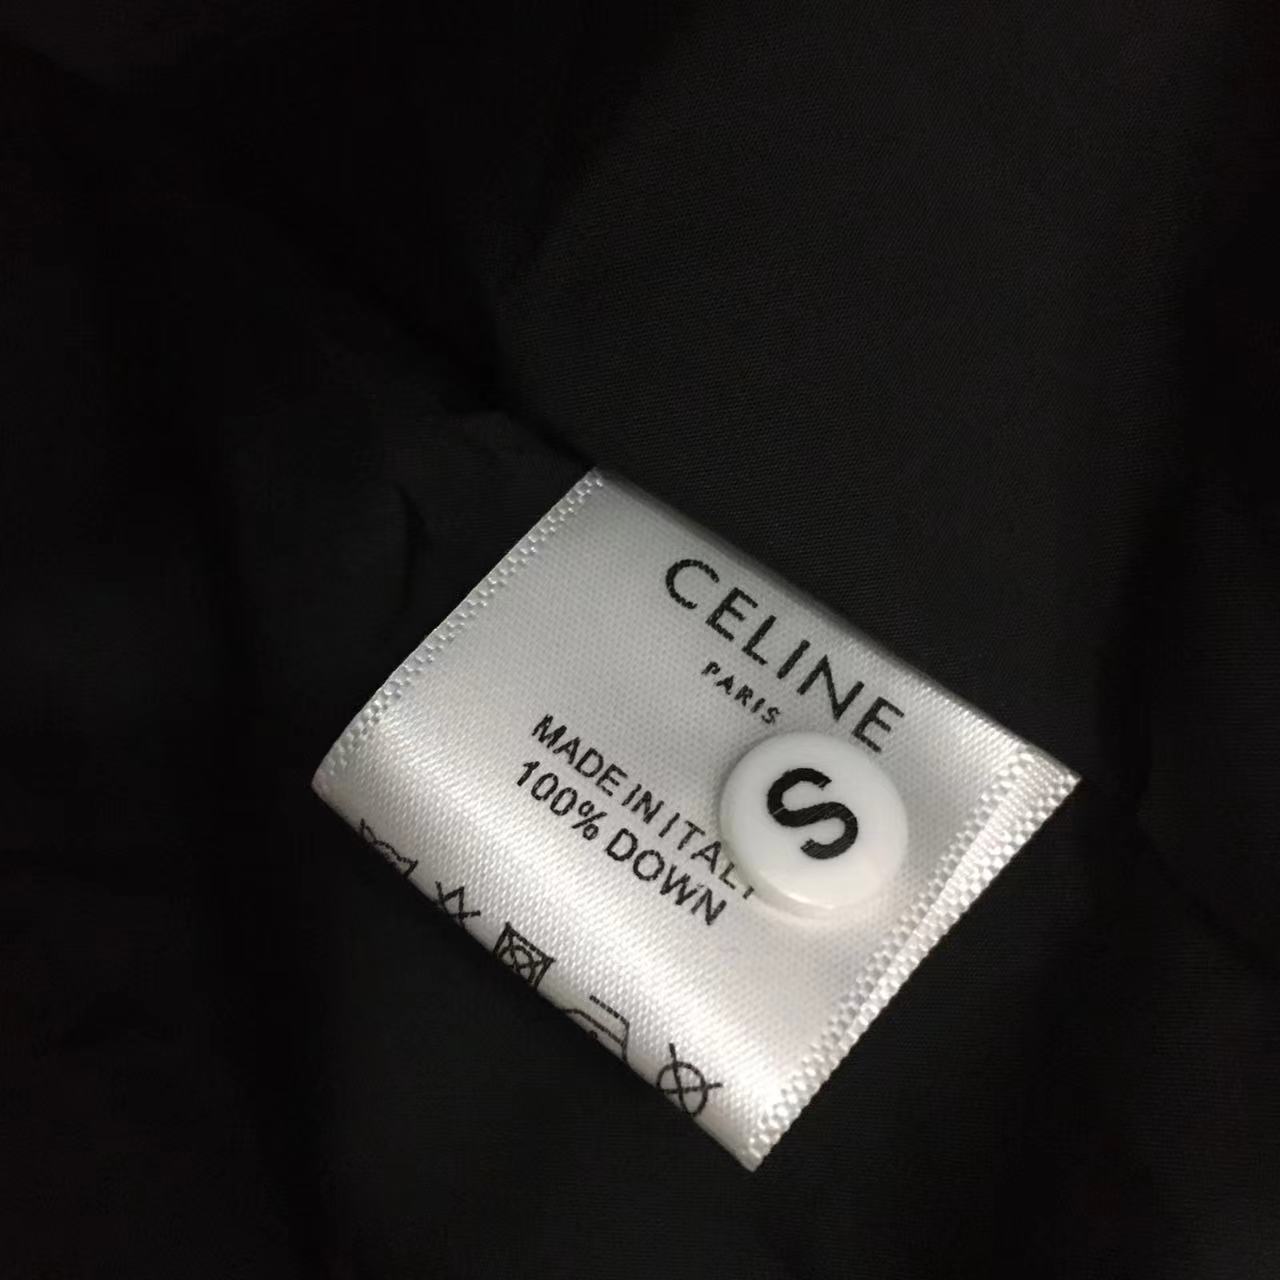 CELINE
PARIS
MADE IN ITALY
100% DOWN
S